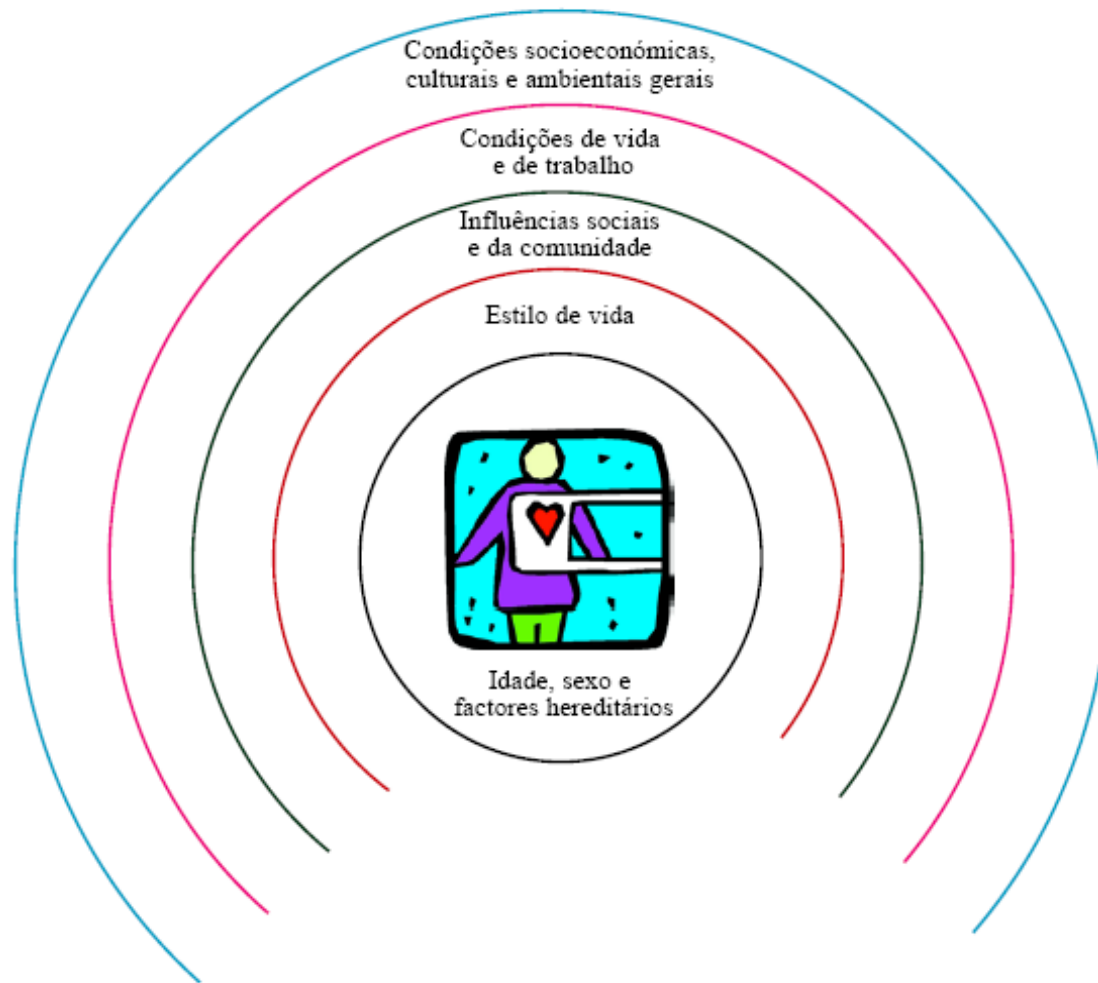 Condições socioeconómicas,
culturais e ambientais gerais
Condições de vida
e de trabalho
Influências sociais
e da comunidade
Estilo de vida
Idade, sexo e
factores hereditários